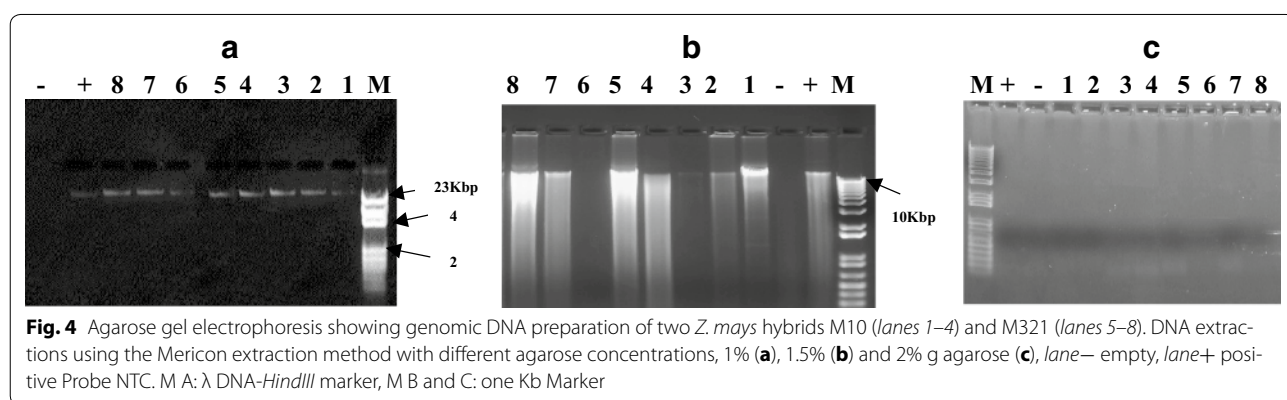 a
b
c
- + 8 7 6 5 4 3 2 1 M
8 7 6 5 4 3 2 1 - + M
M + - 1 2 3 4 5 6 7 8
23Kbp
4
2
10Kbp
Fig. 4 Agarose gel electrophoresis showing genomic DNA preparation of two Z. mays hybrids M10 (lanes 1–4) and M321 (lanes 5–8). DNA extrac-
tions using the Mericon extraction method with different agarose concentrations, 1% (a), 1.5% (b) and 2% g agarose (c), lane− empty, lane+ posi-
tive Probe NTC. M A: λ DNA-HindIII marker, M B and C: one Kb Marker